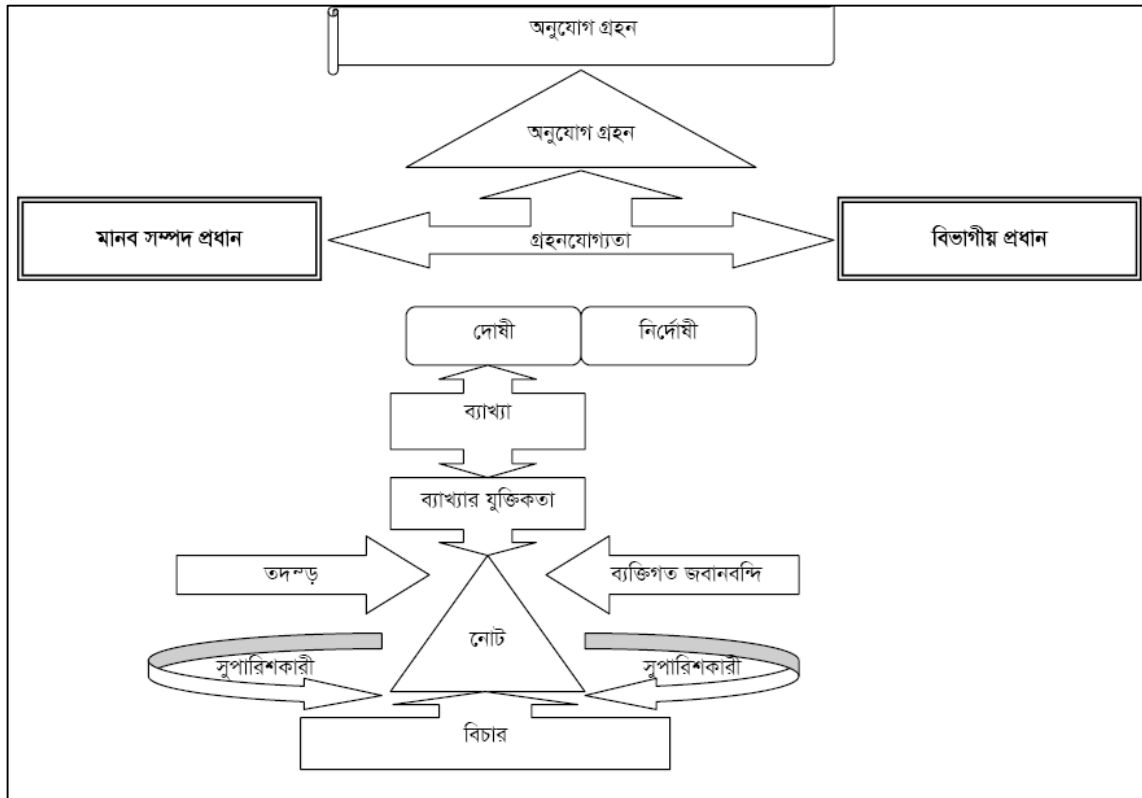 অনুযোগ গ্রহন
অনুযোগ গ্রহন
মানব সম্পদ প্রধান
গ্রহনযোগ্যতা
বিভাগীয় প্রধান
দোষী
নির্দোষী
ব্যাখ্যা
ব্যাখ্যার যুক্তিকতা
তদন্ড়
ব্যক্তিগত জবানবন্দি
নোট
সুপারিশকারী
সুপারিশকারী
বিচার